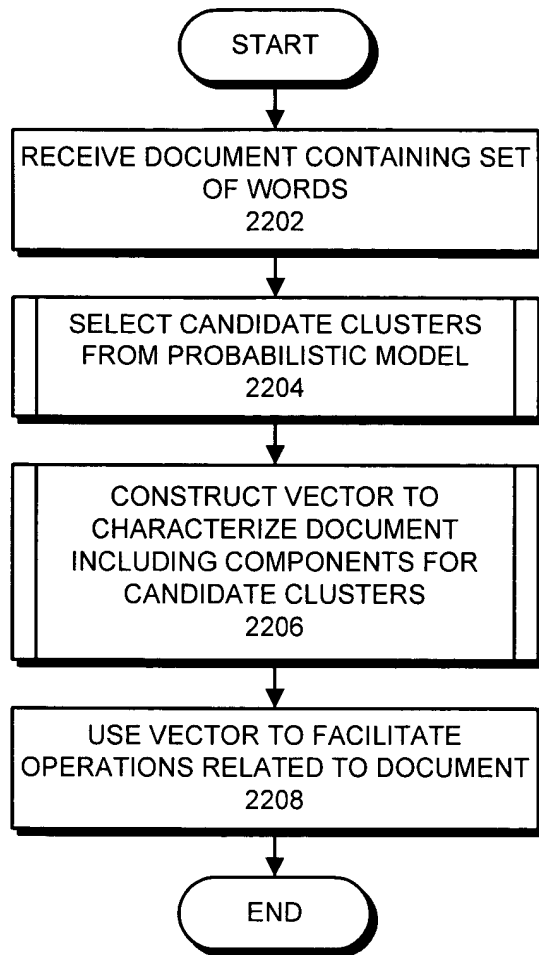 START
RECEIVE DOCUMENT CONTAINING SET
OF WORDS
2202
SELECT CANDIDATE CLUSTERS
FROM PROBABILISTIC MODEL
2204
CONSTRUCT VECTOR TO
CHARACTERIZE DOCUMENT
INCLUDING COMPONENTS FOR
CANDIDATE CLUSTERS
2206
USE VECTOR TO FACILITATE
OPERATIONS RELATED TO DOCUMENT
2208
END